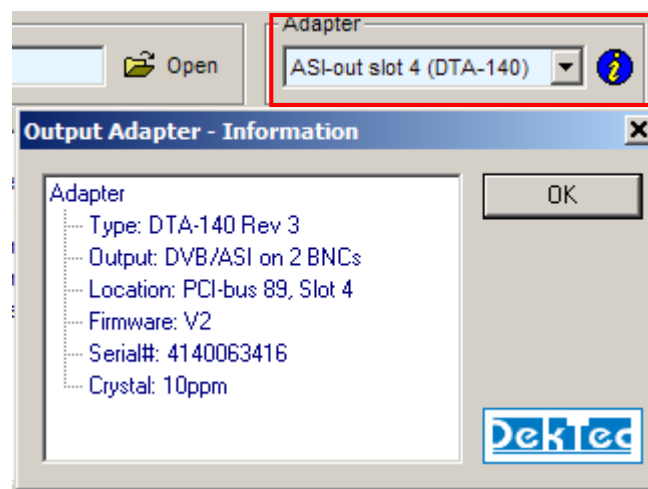 Adapter
Open
ASI-out slot 4 (DTA-140)
Output Adapter - Information
Adapter
Type: DTA-140 Rev 3
Output: DVB/ASI on 2 BNCs
Location: PCI-bus 89, Slot 4
Firmware: V2
Serial#: 4140063416
Crystal: 10ppm
OK
DekTec